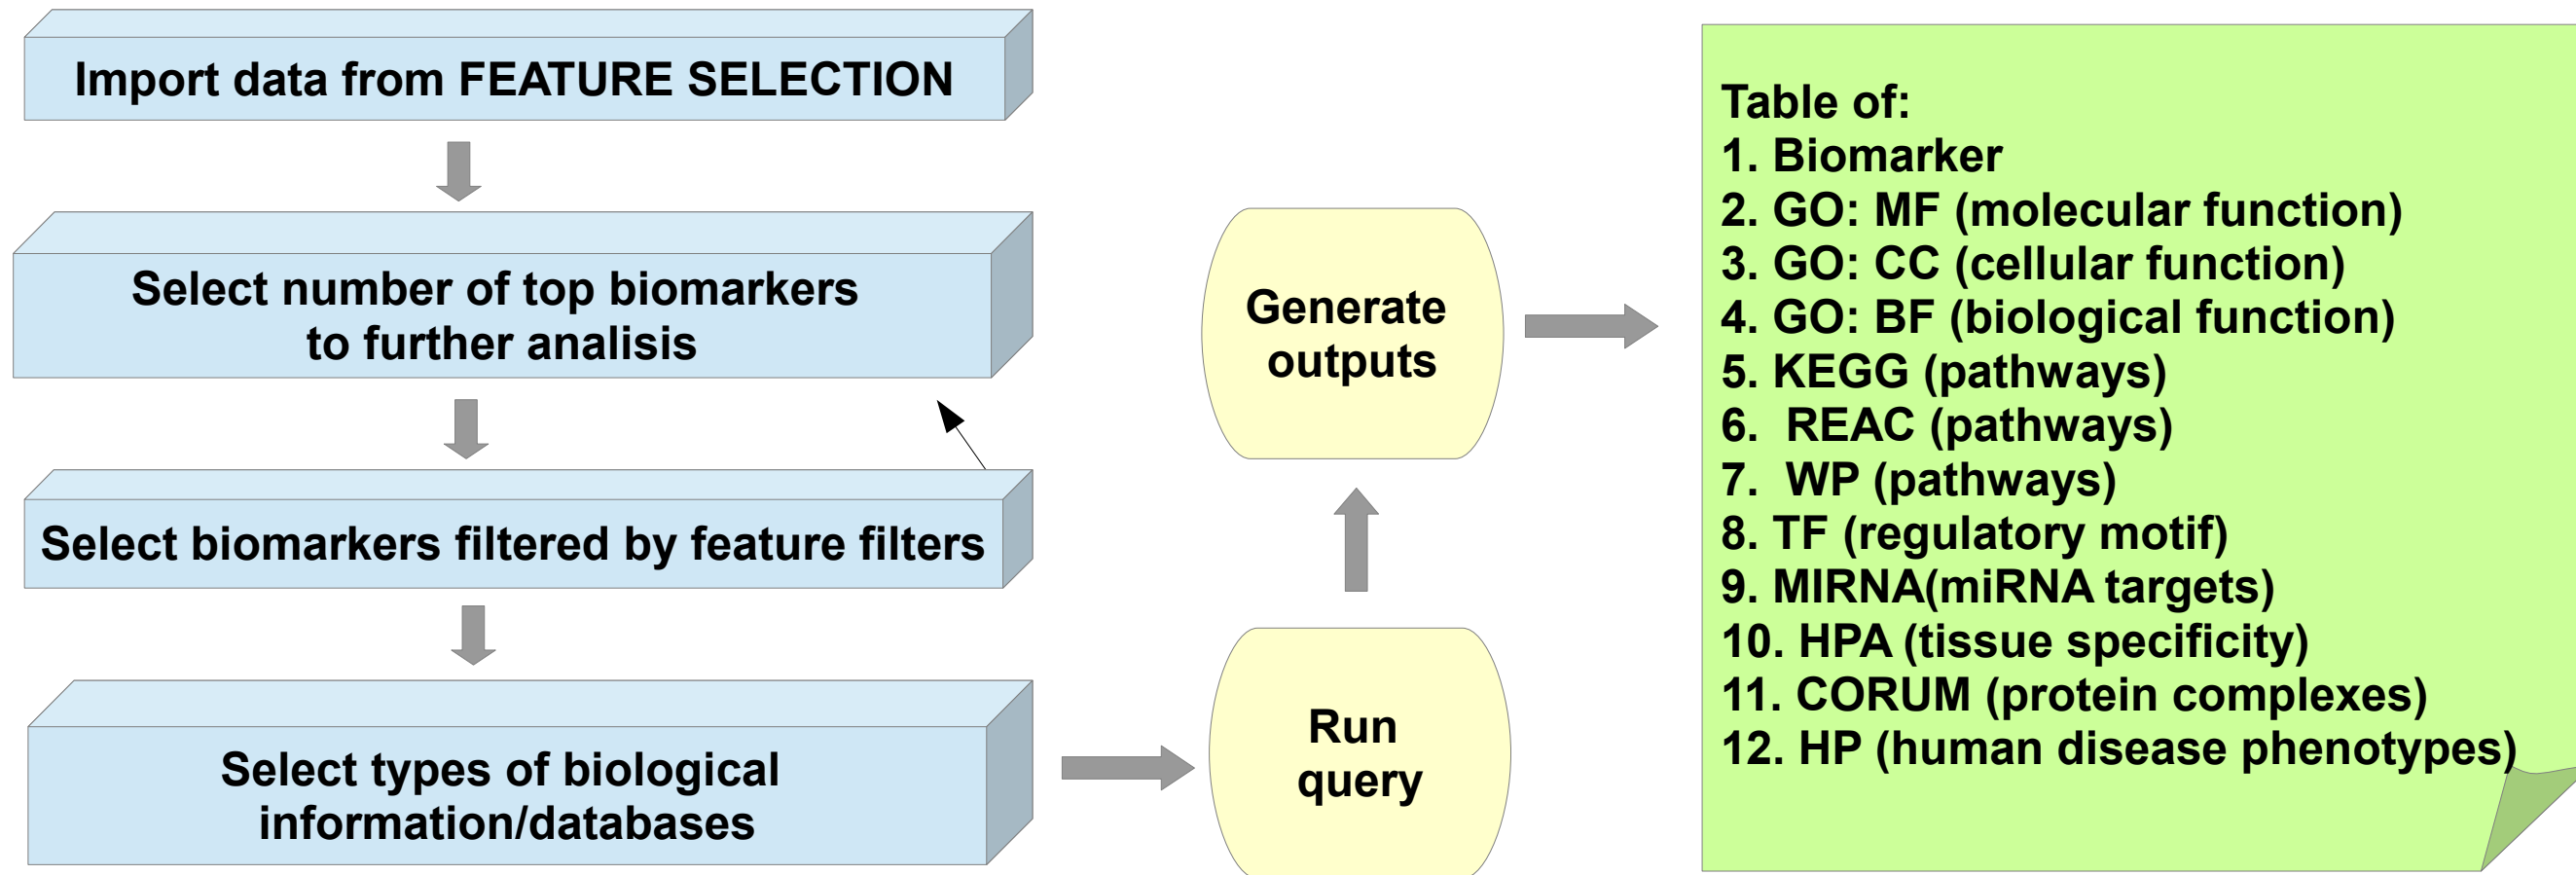 Import data from FEATURE SELECTION
Select number of top biomarkers
to further analisis
Select biomarkers filtered by feature filters
Select types of biological
information/databases
Run
query
Generate
outputs
Table of:
1. Biomarker
2. GO: MF (molecular function)
3. GO: CC (cellular function)
4. GO: BF (biological function)
5. KEGG (pathways)
6. REAC (pathways)
7. WP (pathways)
8. TF (regulatory motif)
9. MIRNA(miRNA targets)
10. HPA (tissue specificity)
11. CORUM (protein complexes)
12. HP (human disease phenotypes)